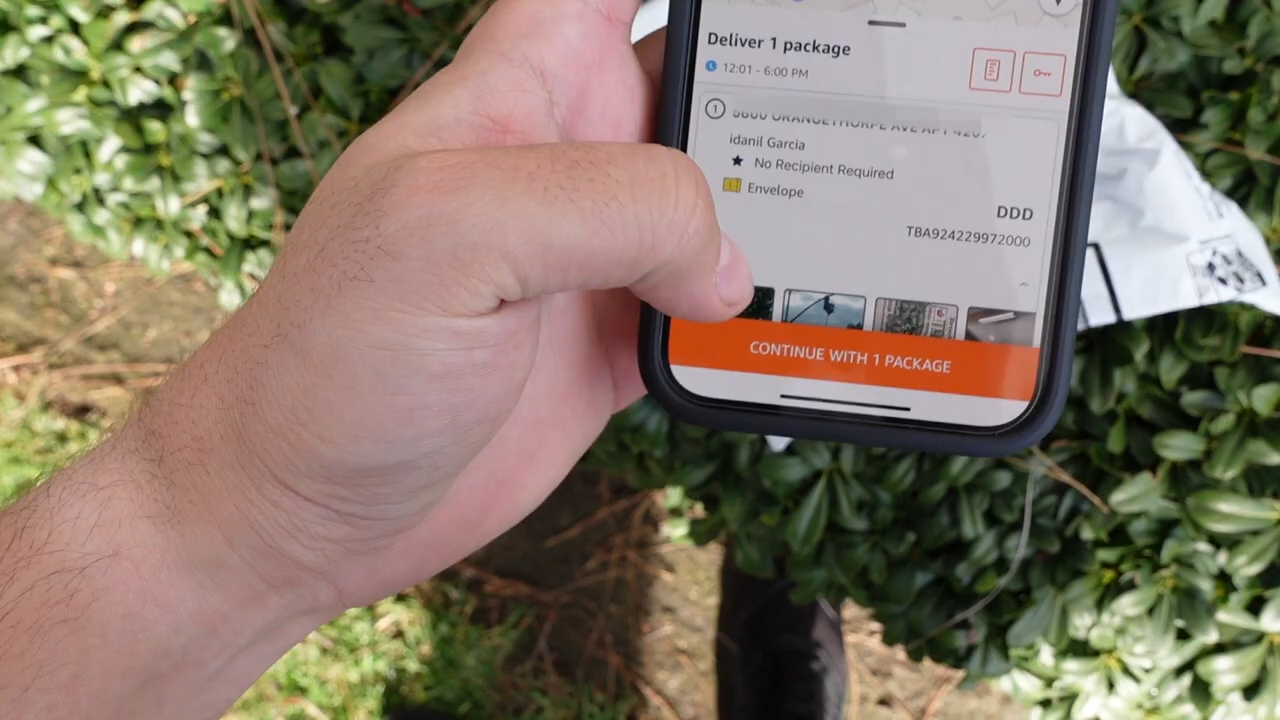 Deliver 1 package
12:01 - 6:00 PM
1
5600 ORANGETHORPE AVE APT 4207
idanil Garcia
No Recipient Required
Envelope
DDD
TBA924229972000
CONTINUE WITH 1 PACKAGE